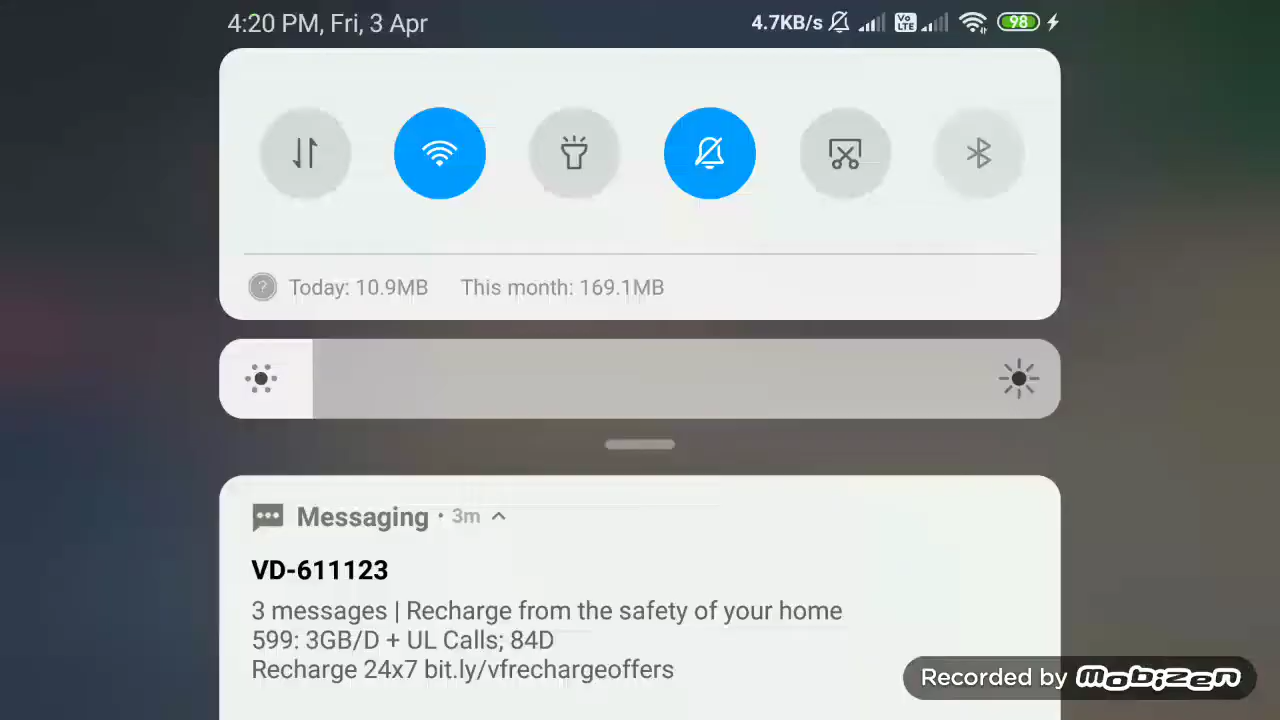 4:20 PM, Fri, 3 Apr 4.7KB/s Vo LTE 98
Today: 10.9MB This month: 169.1MB
Messaging · 3m
VD-611123
3 messages | Recharge from the safety of your home
599: 3GB/D + UL Calls; 84D
Recharge 24x7 bit.ly/vfrechargeoffers
Recorded by mobizen